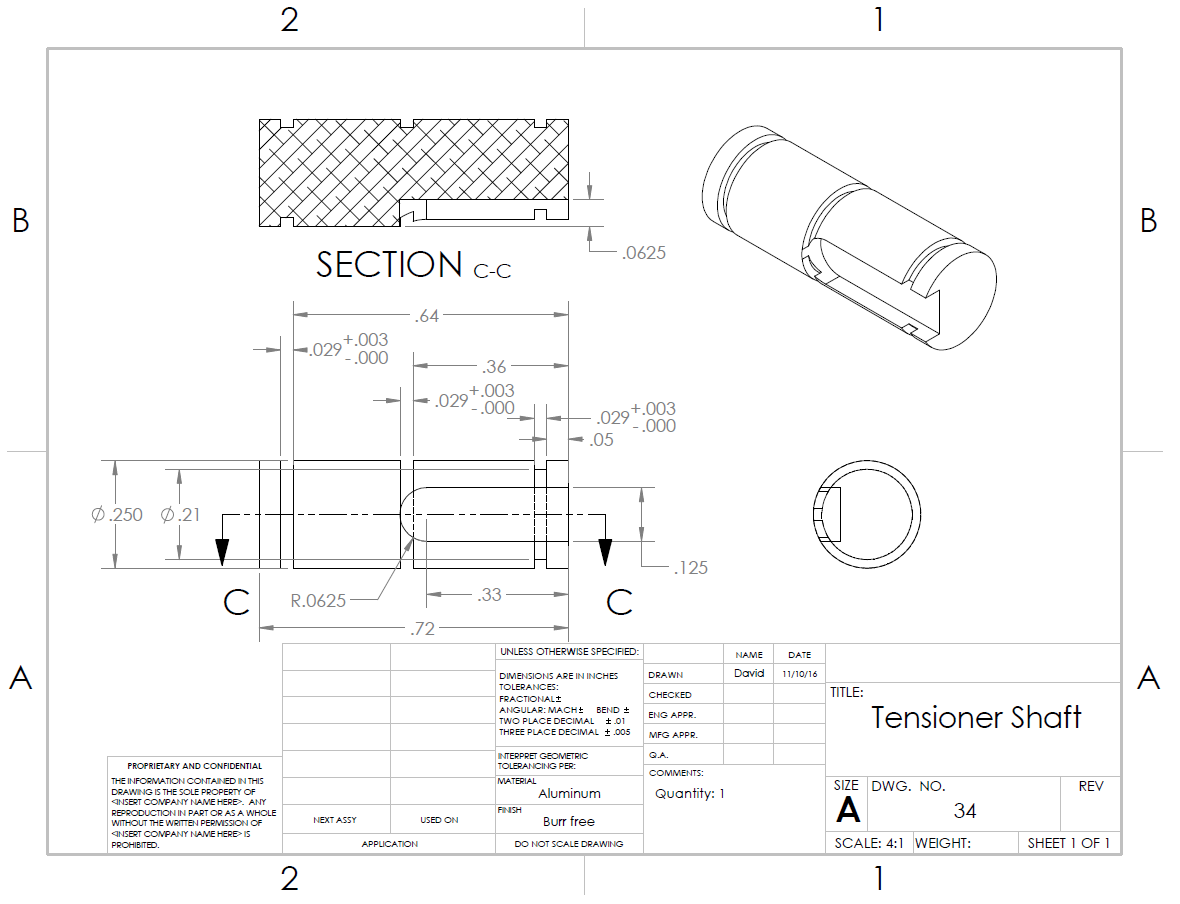 2
1
B
B
.0625
SECTION C-C
.64
.029 +.003
-.000
.36
.029 +.003
-.000
.029 +.003
-.000
.05
∅ .250
∅ .21
.125
C
C
R.0625
.33
.72
A
A
UNLESS OTHERWISE SPECIFIED:
DIMENSIONS ARE IN INCHES
TOLERANCES:
FRACTIONAL±
ANGULAR: MACH± BEND ±
TWO PLACE DECIMAL ± .01
THREE PLACE DECIMAL ± .005
INTERPRET GEOMETRIC
TOLERANCING PER:
MATERIAL
Aluminum
FINISH
Burr free
DO NOT SCALE DRAWING
NAME DATE
DRAWN David 11/10/16
CHECKED
ENG APPR.
MFG APPR.
Q.A.
COMMENTS:
Quantity: 1
TITLE:
Tensioner Shaft
SIZE DWG. NO. REV
A 34
SCALE: 4:1 WEIGHT: SHEET 1 OF 1
PROPRIETARY AND CONFIDENTIAL
THE INFORMATION CONTAINED IN THIS
DRAWING IS THE SOLE PROPERTY OF
<INSERT COMPANY NAME HERE>. ANY
REPRODUCTION IN PART OR AS A WHOLE
WITHOUT THE WRITTEN PERMISSION OF
<INSERT COMPANY NAME HERE> IS
PROHIBITED.
NEXT ASSY USED ON
APPLICATION
2
1